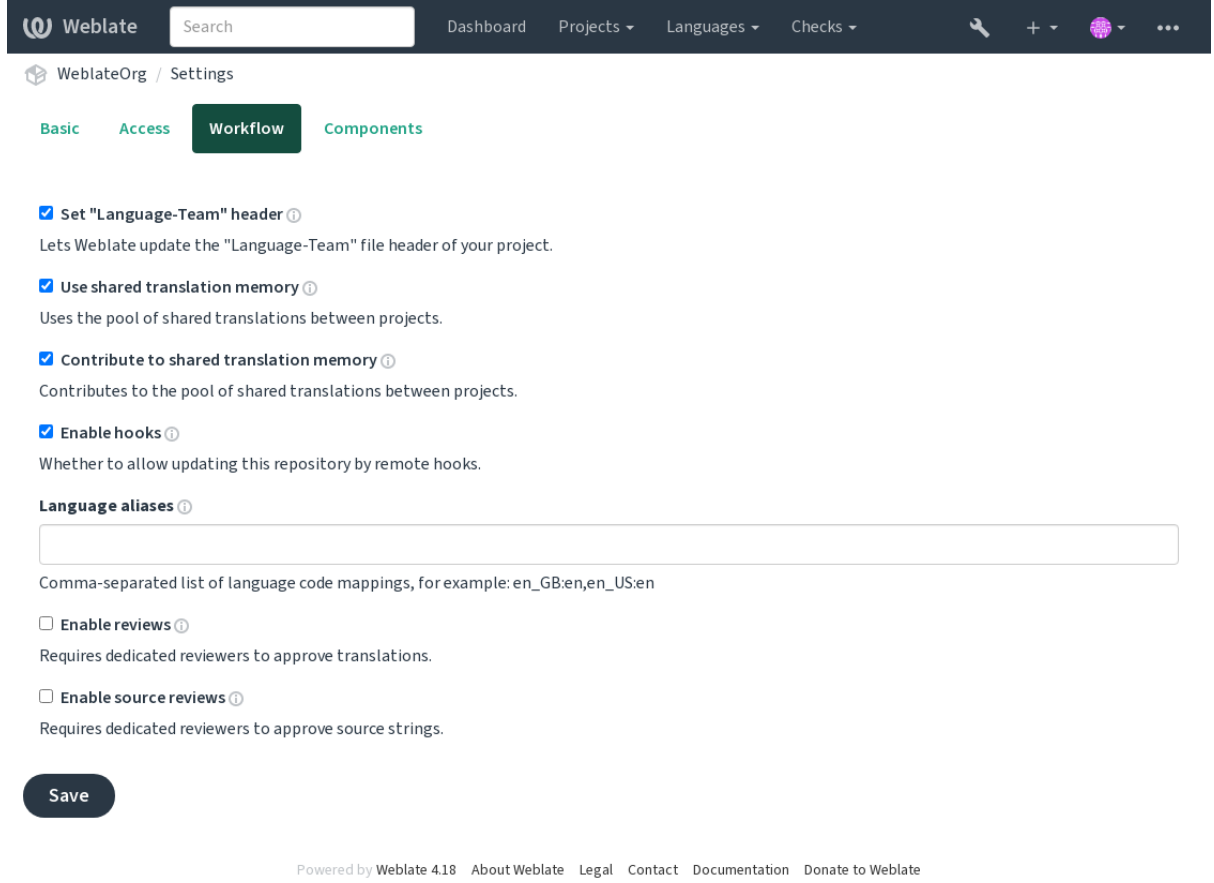 Weblate Search Dashboard Projects Languages Checks
WeblateOrg / Settings
Basic Access Workflow Components
Set "Language-Team" header
Lets Weblate update the "Language-Team" file header of your project.
Use shared translation memory
Uses the pool of shared translations between projects.
Contribute to shared translation memory
Contributes to the pool of shared translations between projects.
Enable hooks
Whether to allow updating this repository by remote hooks.
Language aliases
Comma-separated list of language code mappings, for example: en_GB:en,en_US:en
Enable reviews
Requires dedicated reviewers to approve translations.
Enable source reviews
Requires dedicated reviewers to approve source strings.
Save
Powered by Weblate 4.18 About Weblate Legal Contact Documentation Donate to Weblate